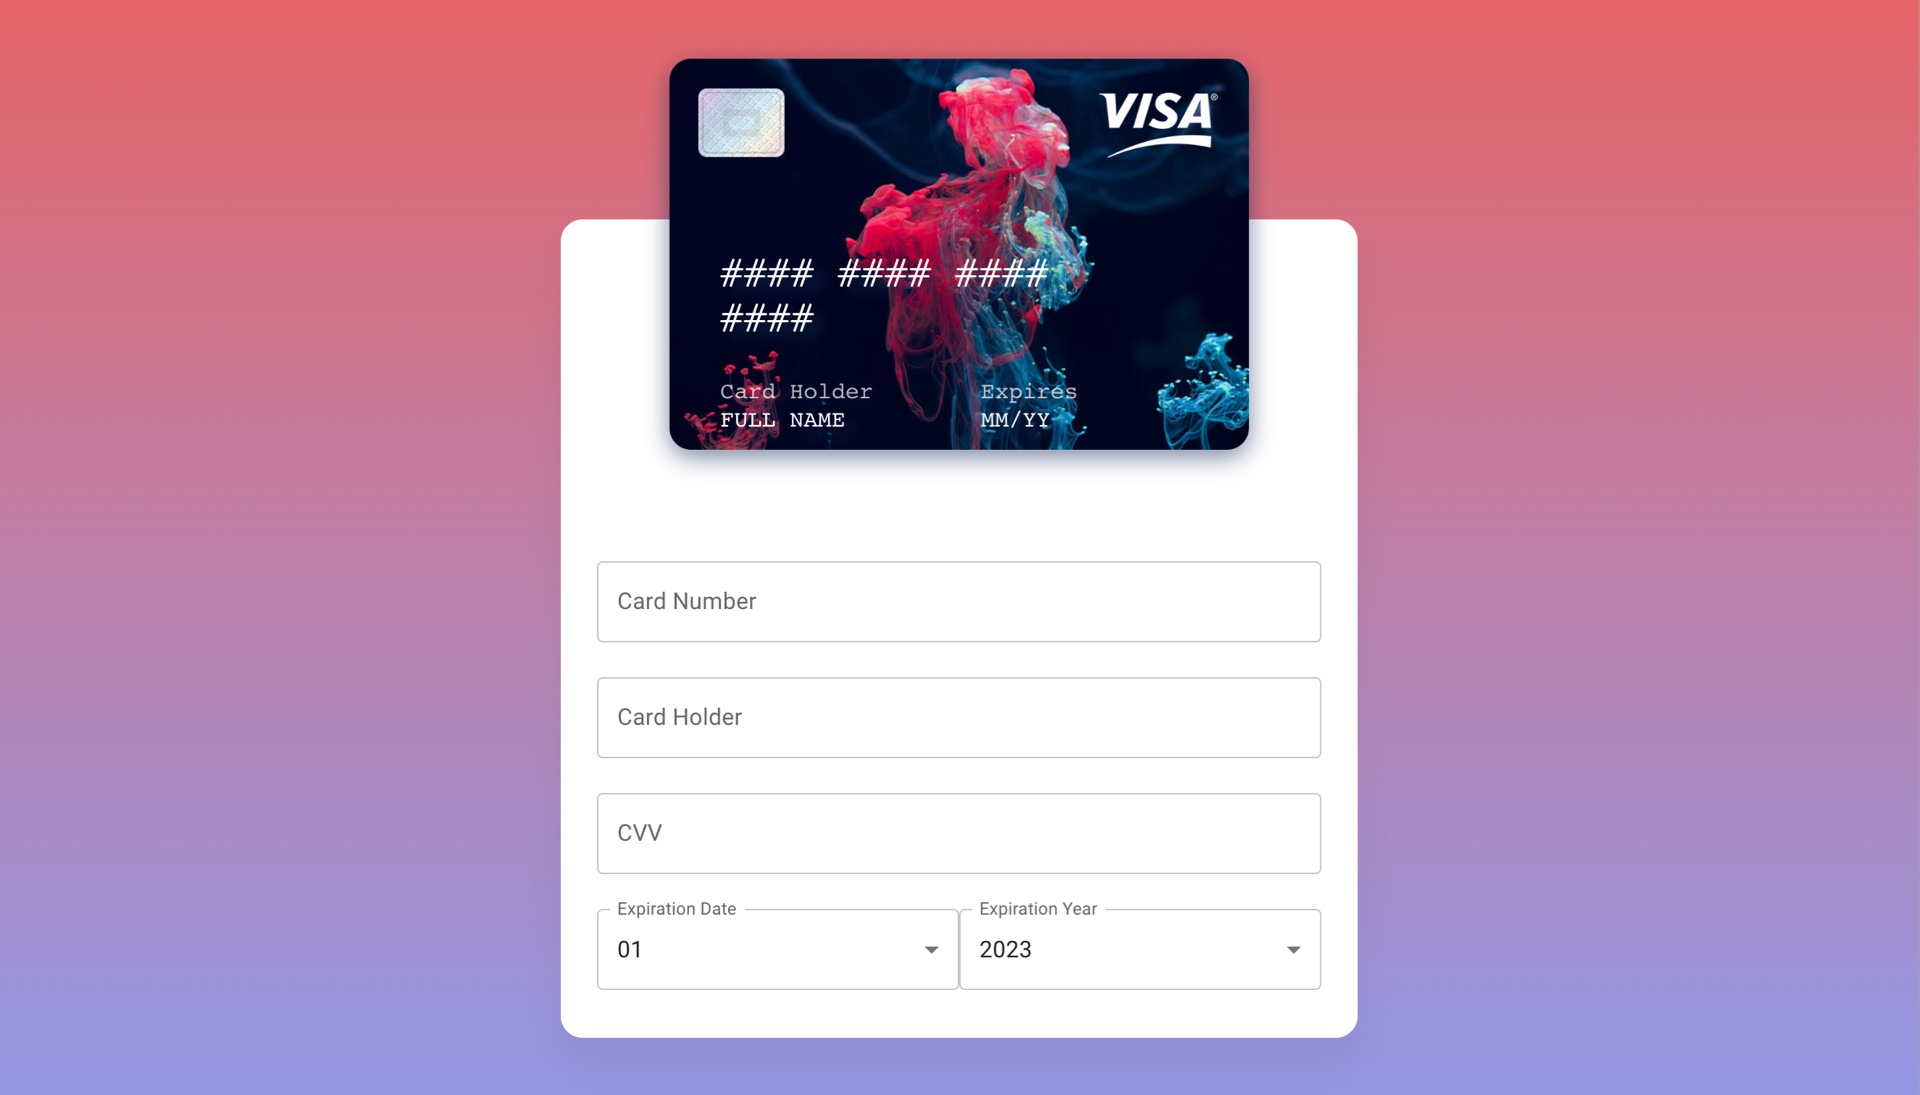 VISA®
#### #### ####
####
Card Holder Expires
FULL NAME MM/YY
Card Number
Card Holder
CVV
Expiration Date Expiration Year
01 2023